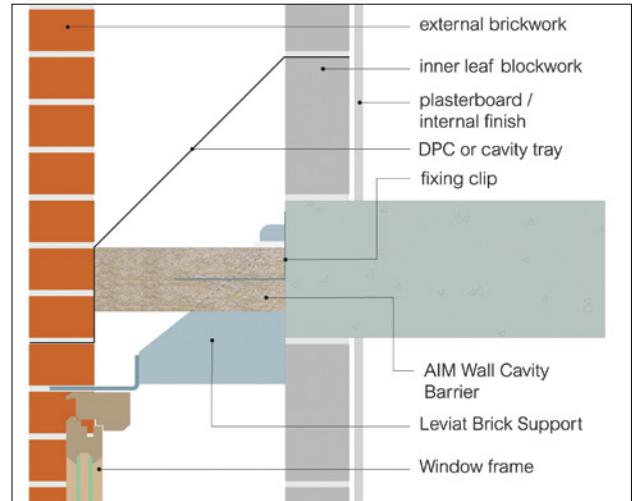 external brickwork
inner leaf blockwork
plasterboard /
internal finish
DPC or cavity tray
fixing clip
AIM Wall Cavity
Barrier
Leviat Brick Support
Window frame